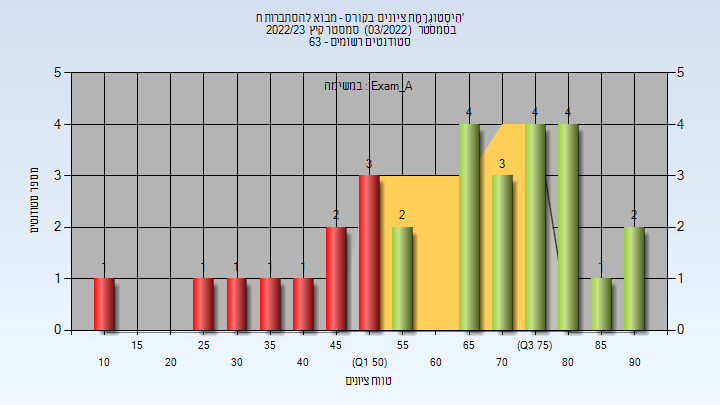 הִיסְטוֹגְרָמַת ציונים בקורס - מבוא להסתברות ח'
בסמסטר (03/2022) סמסטר קיץ 2022/23
סטודנטים רשומים - 63
במשימה : Exam_A
מספר סטודנטים
5 5
4 4
3 3
2 2
1 1
0 0
1 1 1 1 1 2 3 2 4 3 4 4 1 2
15 25 35 45 55 65 (Q3 75) 85
10 20 30 40 (Q1 50) 60 70 80 90
טווח ציונים